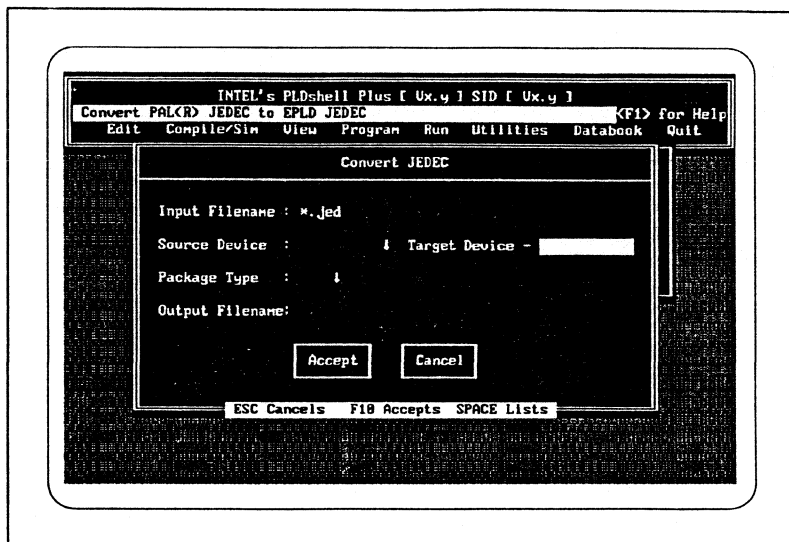 INTEL's PLDshell Plus [ Vx.y ] SID [ Vx.y ]
Convert PAL(R) JEDEC to EPLD JEDEC <F1> for Help
Edit Compile/Sim View Program Run Utilities Databook Quit
Convert JEDEC
Input Filename : *.jed
Source Device : ↓ Target Device -
Package Type : ↓
Output Filename:
Accept Cancel
ESC Cancels F10 Accepts SPACE Lists